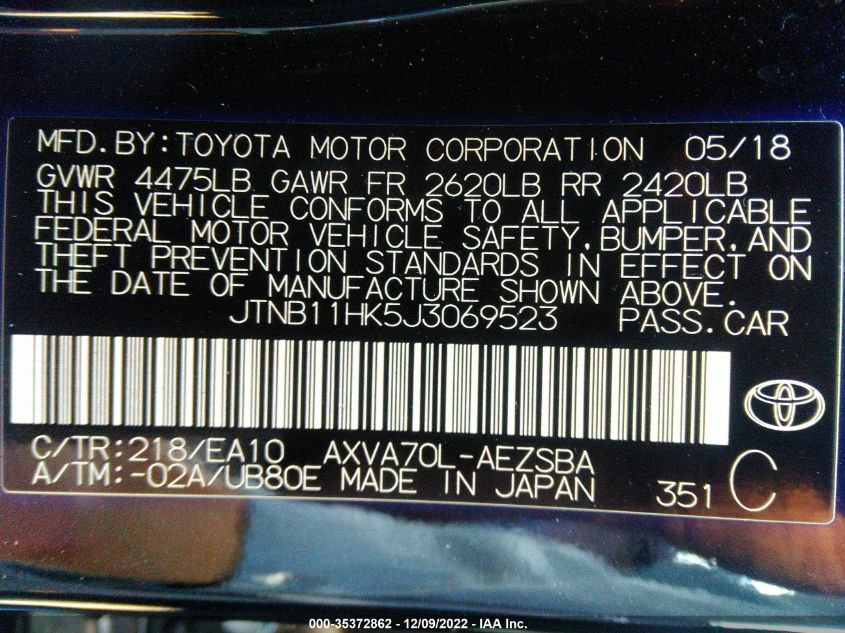 MFD.BY:TOYOTA MOTOR CORPORATION 05/18
GVWR 4475LB GAWR FR 2620LB RR 2420LB
THIS VEHICLE CONFORMS TO ALL APPLICABLE
FEDERAL MOTOR VEHICLE SAFETY,BUMPER,AND
THEFT PREVENTION STANDARDS IN EFFECT ON
THE DATE OF MANUFACTURE SHOWN ABOVE.
JTNB11HK5J3069523 PASS.CAR
C/TR:218/EA10 AXVA70L-AEZSBA
A/TM:-02A/UB80E MADE IN JAPAN 351 C
000-35372862 - 12/09/2022 - IAA Inc.